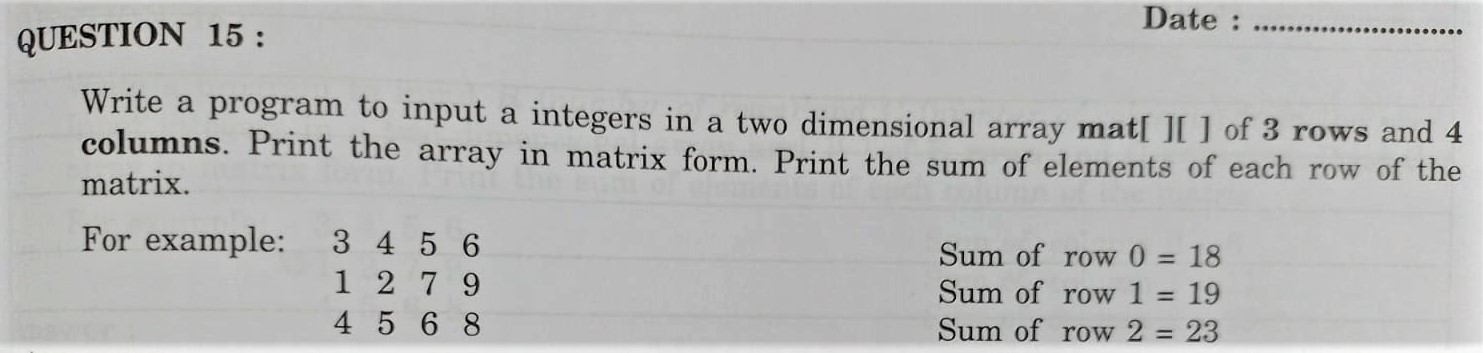 Date : ..........................
QUESTION 15 :
Write a program to input a integers in a two dimensional array mat[ ][ ] of 3 rows and 4
columns. Print the array in matrix form. Print the sum of elements of each row of the
matrix.
For example: 3 4 5 6 Sum of row 0 = 18
1 2 7 9 Sum of row 1 = 19
4 5 6 8 Sum of row 2 = 23